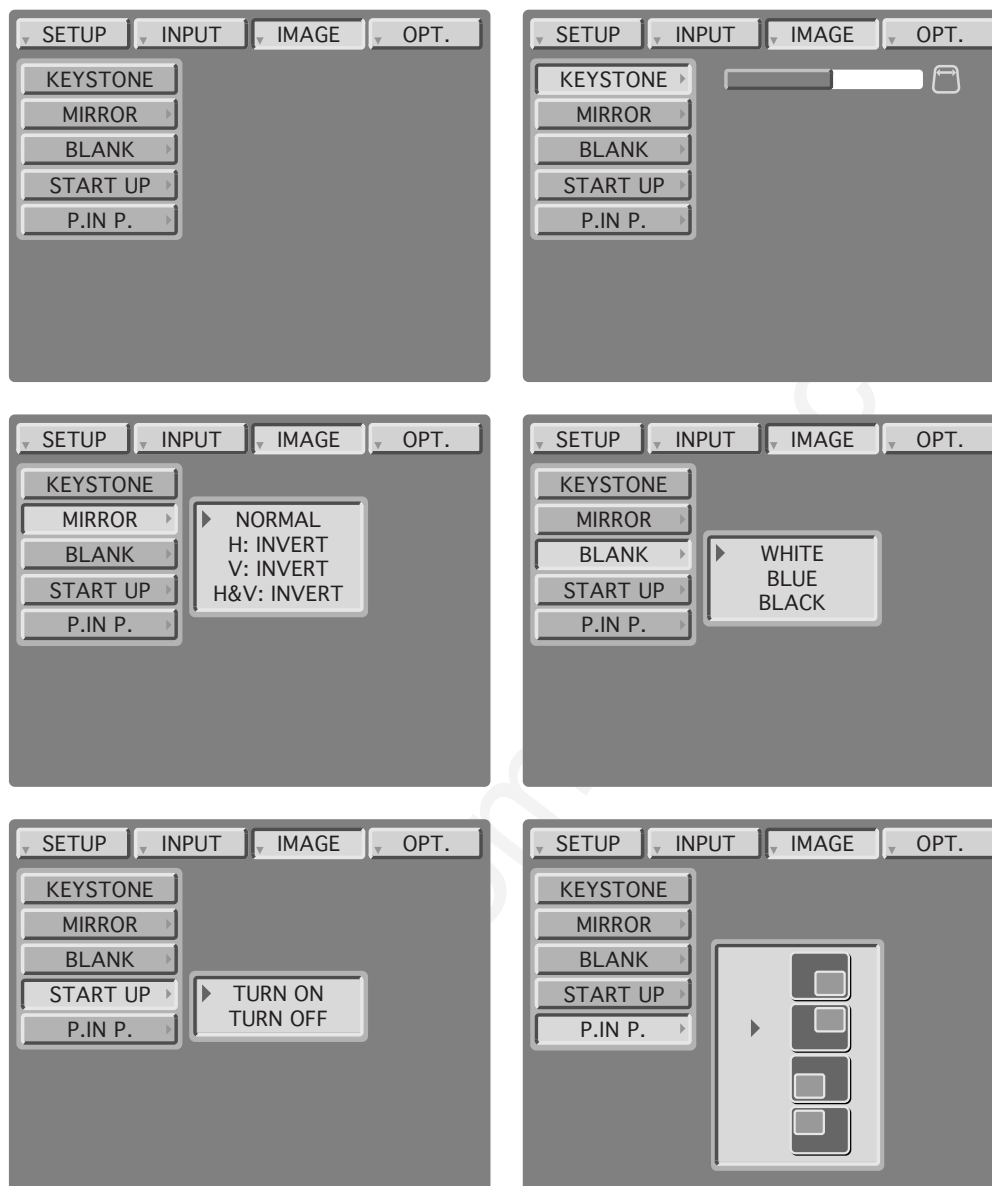 SETUP INPUT IMAGE OPT.
KEYSTONE
MIRROR
BLANK
START UP
P.IN P.
SETUP INPUT IMAGE OPT.
KEYSTONE
MIRROR
BLANK
START UP
P.IN P.
SETUP INPUT IMAGE OPT.
KEYSTONE
MIRROR
BLANK
START UP
P.IN P.
NORMAL
H: INVERT
V: INVERT
H&V: INVERT
SETUP INPUT IMAGE OPT.
KEYSTONE
MIRROR
BLANK
START UP
P.IN P.
WHITE
BLUE
BLACK
SETUP INPUT IMAGE OPT.
KEYSTONE
MIRROR
BLANK
START UP
P.IN P.
TURN ON
TURN OFF
SETUP INPUT IMAGE OPT.
KEYSTONE
MIRROR
BLANK
START UP
P.IN P.